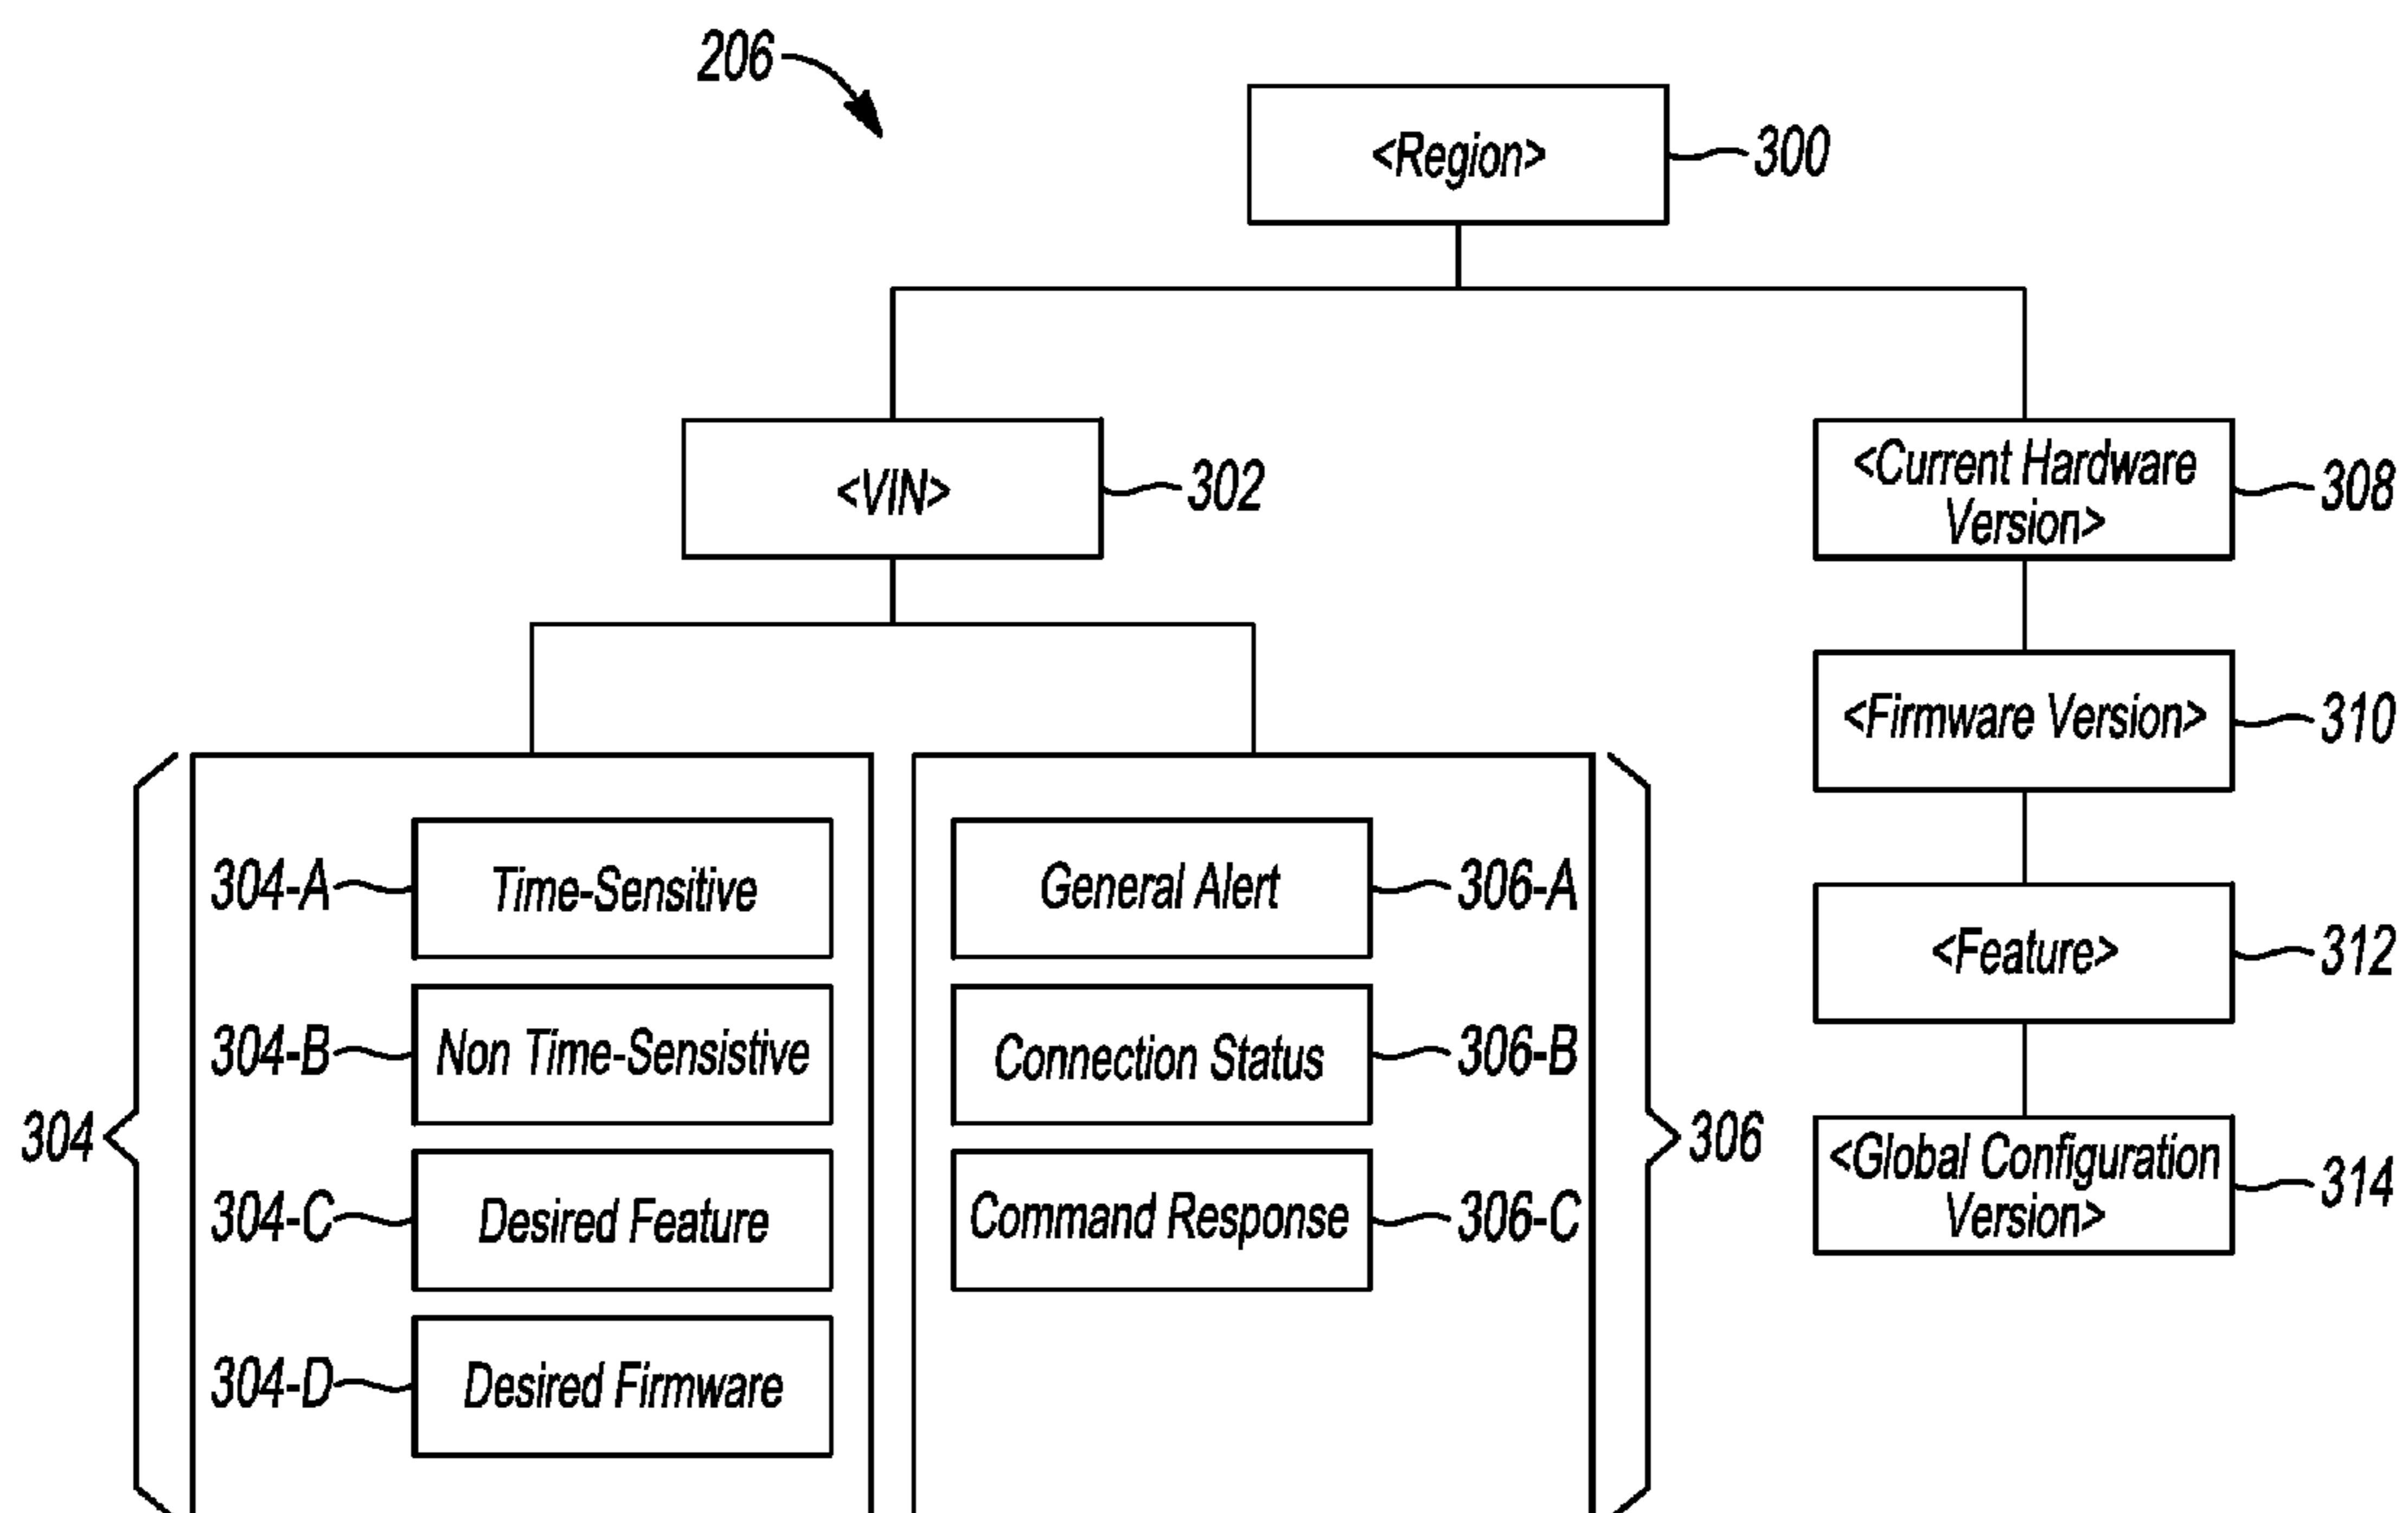 206
<Region>
300
<VIN>
302
<Current Hardware
Version>
308
<Firmware Version>
310
304-A
Time-Sensitive
General Alert
306-A
<Feature>
312
304-B
Non Time-Sensistive
Connection Status
306-B
304
306
<Global Configuration
Version>
314
304-C
Desired Feature
Command Response
306-C
304-D
Desired Firmware